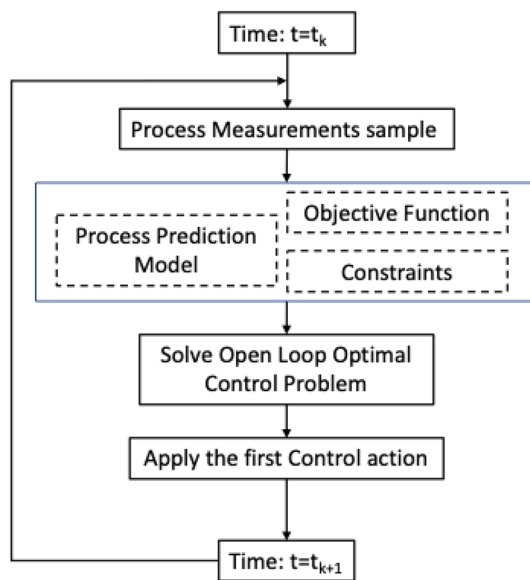 Time: t=tₖ
Process Measurements sample
Objective Function
Process Prediction
Model
Constraints
Solve Open Loop Optimal
Control Problem
Apply the first Control action
Time: t=tₖ₊₁